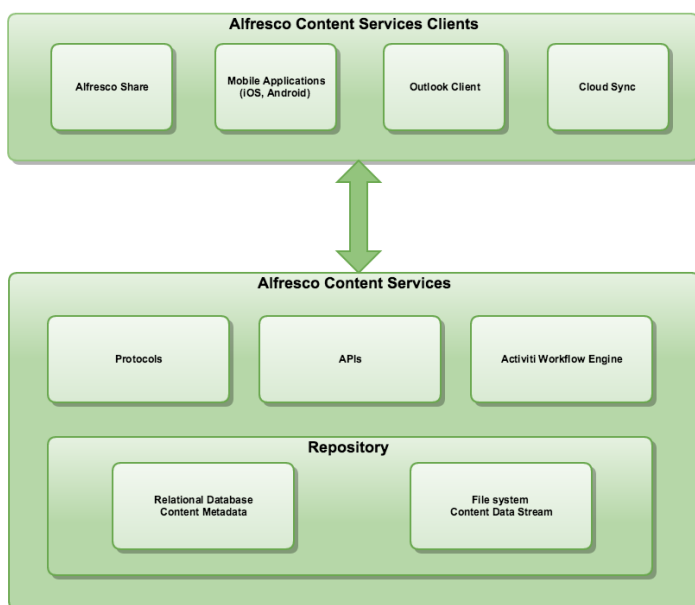 Alfresco Content Services Clients
Alfresco Share
Mobile Applications
(iOS, Android)
Outlook Client
Cloud Sync
Alfresco Content Services
Protocols
APIs
Activiti Workflow Engine
Repository
Relational Database
Content Metadata
File system
Content Data Stream